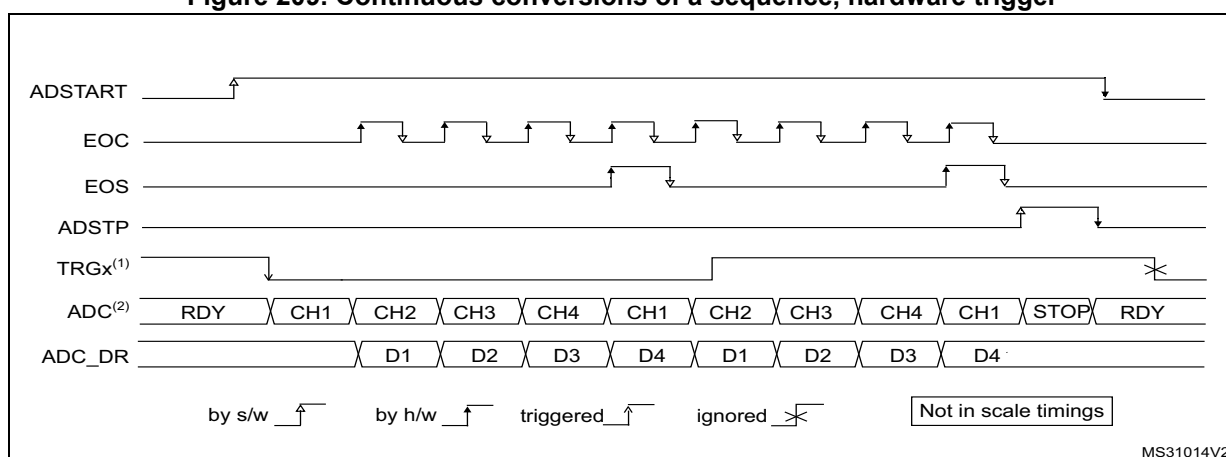 Figure 209. Continuous conversions of a sequence, hardware trigger
ADSTART
EOC
EOS
ADSTP
TRGx(1)
ADC(2) RDY CH1 CH2 CH3 CH4 CH1 CH2 CH3 CH4 CH1 STOP RDY
ADC_DR D1 D2 D3 D4 D1 D2 D3 D4
by s/w by h/w triggered ignored Not in scale timings
MS31014V2